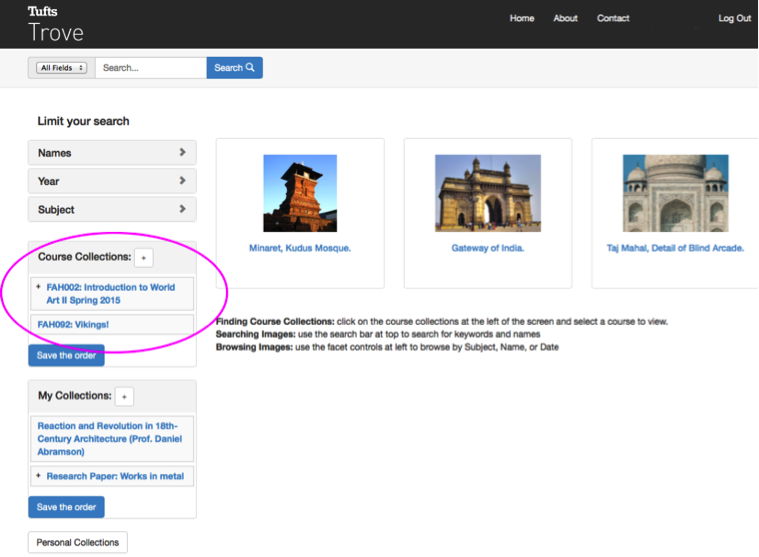 Tufts
Trove
Home About Contact Log Out
All Fields Search... Search
Limit your search
Names
Year
Subject
Course Collections: +
+ FAH002: Introduction to World
Art II Spring 2015
FAH092: Vikings!
Save the order
My Collections: +
Reaction and Revolution in 18th-
Century Architecture (Prof. Daniel
Abramson)
+ Research Paper: Works in metal
Save the order
Personal Collections
Minaret, Kudus Mosque.
Gateway of India.
Taj Mahal, Detail of Blind Arcade.
Finding Course Collections: click on the course collections at the left of the screen and select a course to view.
Searching Images: use the search bar at top to search for keywords and names
Browsing Images: use the facet controls at left to browse by Subject, Name, or Date